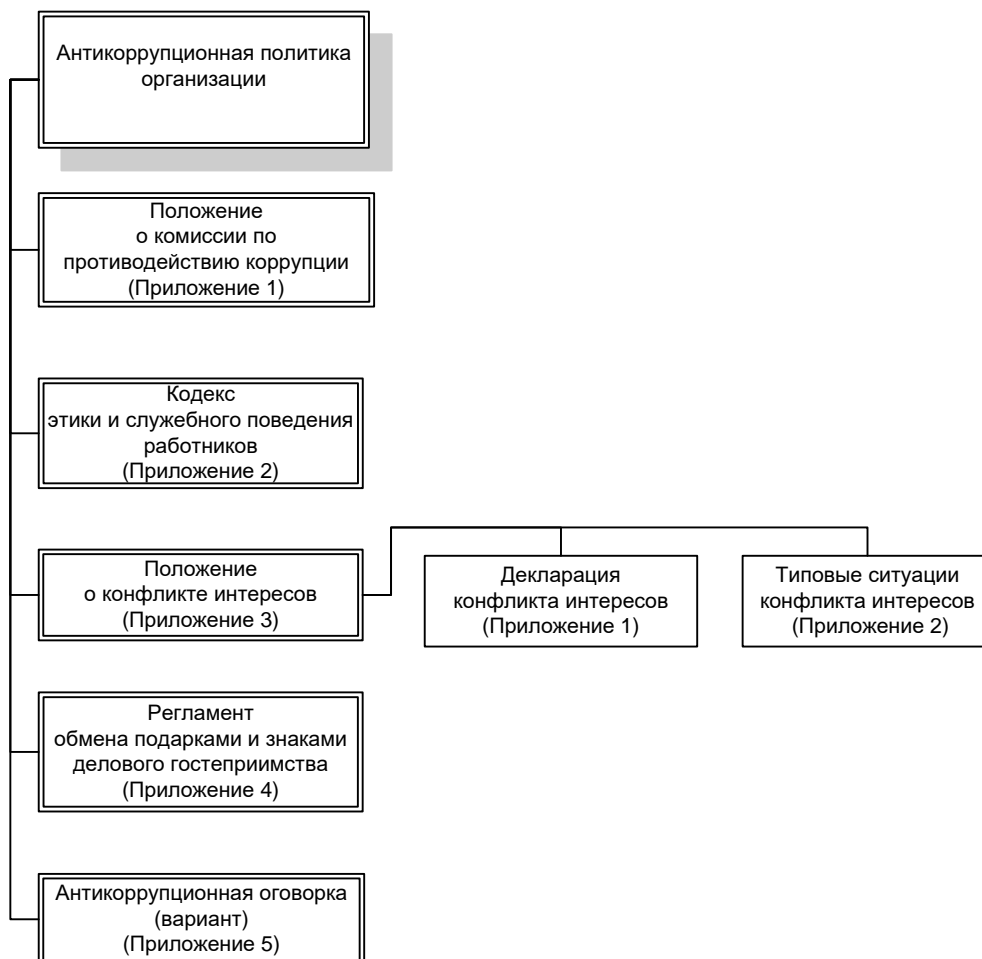 Антикоррупционная политика
организации
Положение
о комиссии по
противодействию коррупции
(Приложение 1)
Кодекс
этики и служебного поведения
работников
(Приложение 2)
Положение
о конфликте интересов
(Приложение 3)
Декларация
конфликта интересов
(Приложение 1)
Типовые ситуации
конфликта интересов
(Приложение 2)
Регламент
обмена подарками и знаками
делового гостеприимства
(Приложение 4)
Антикоррупционная оговорка
(вариант)
(Приложение 5)